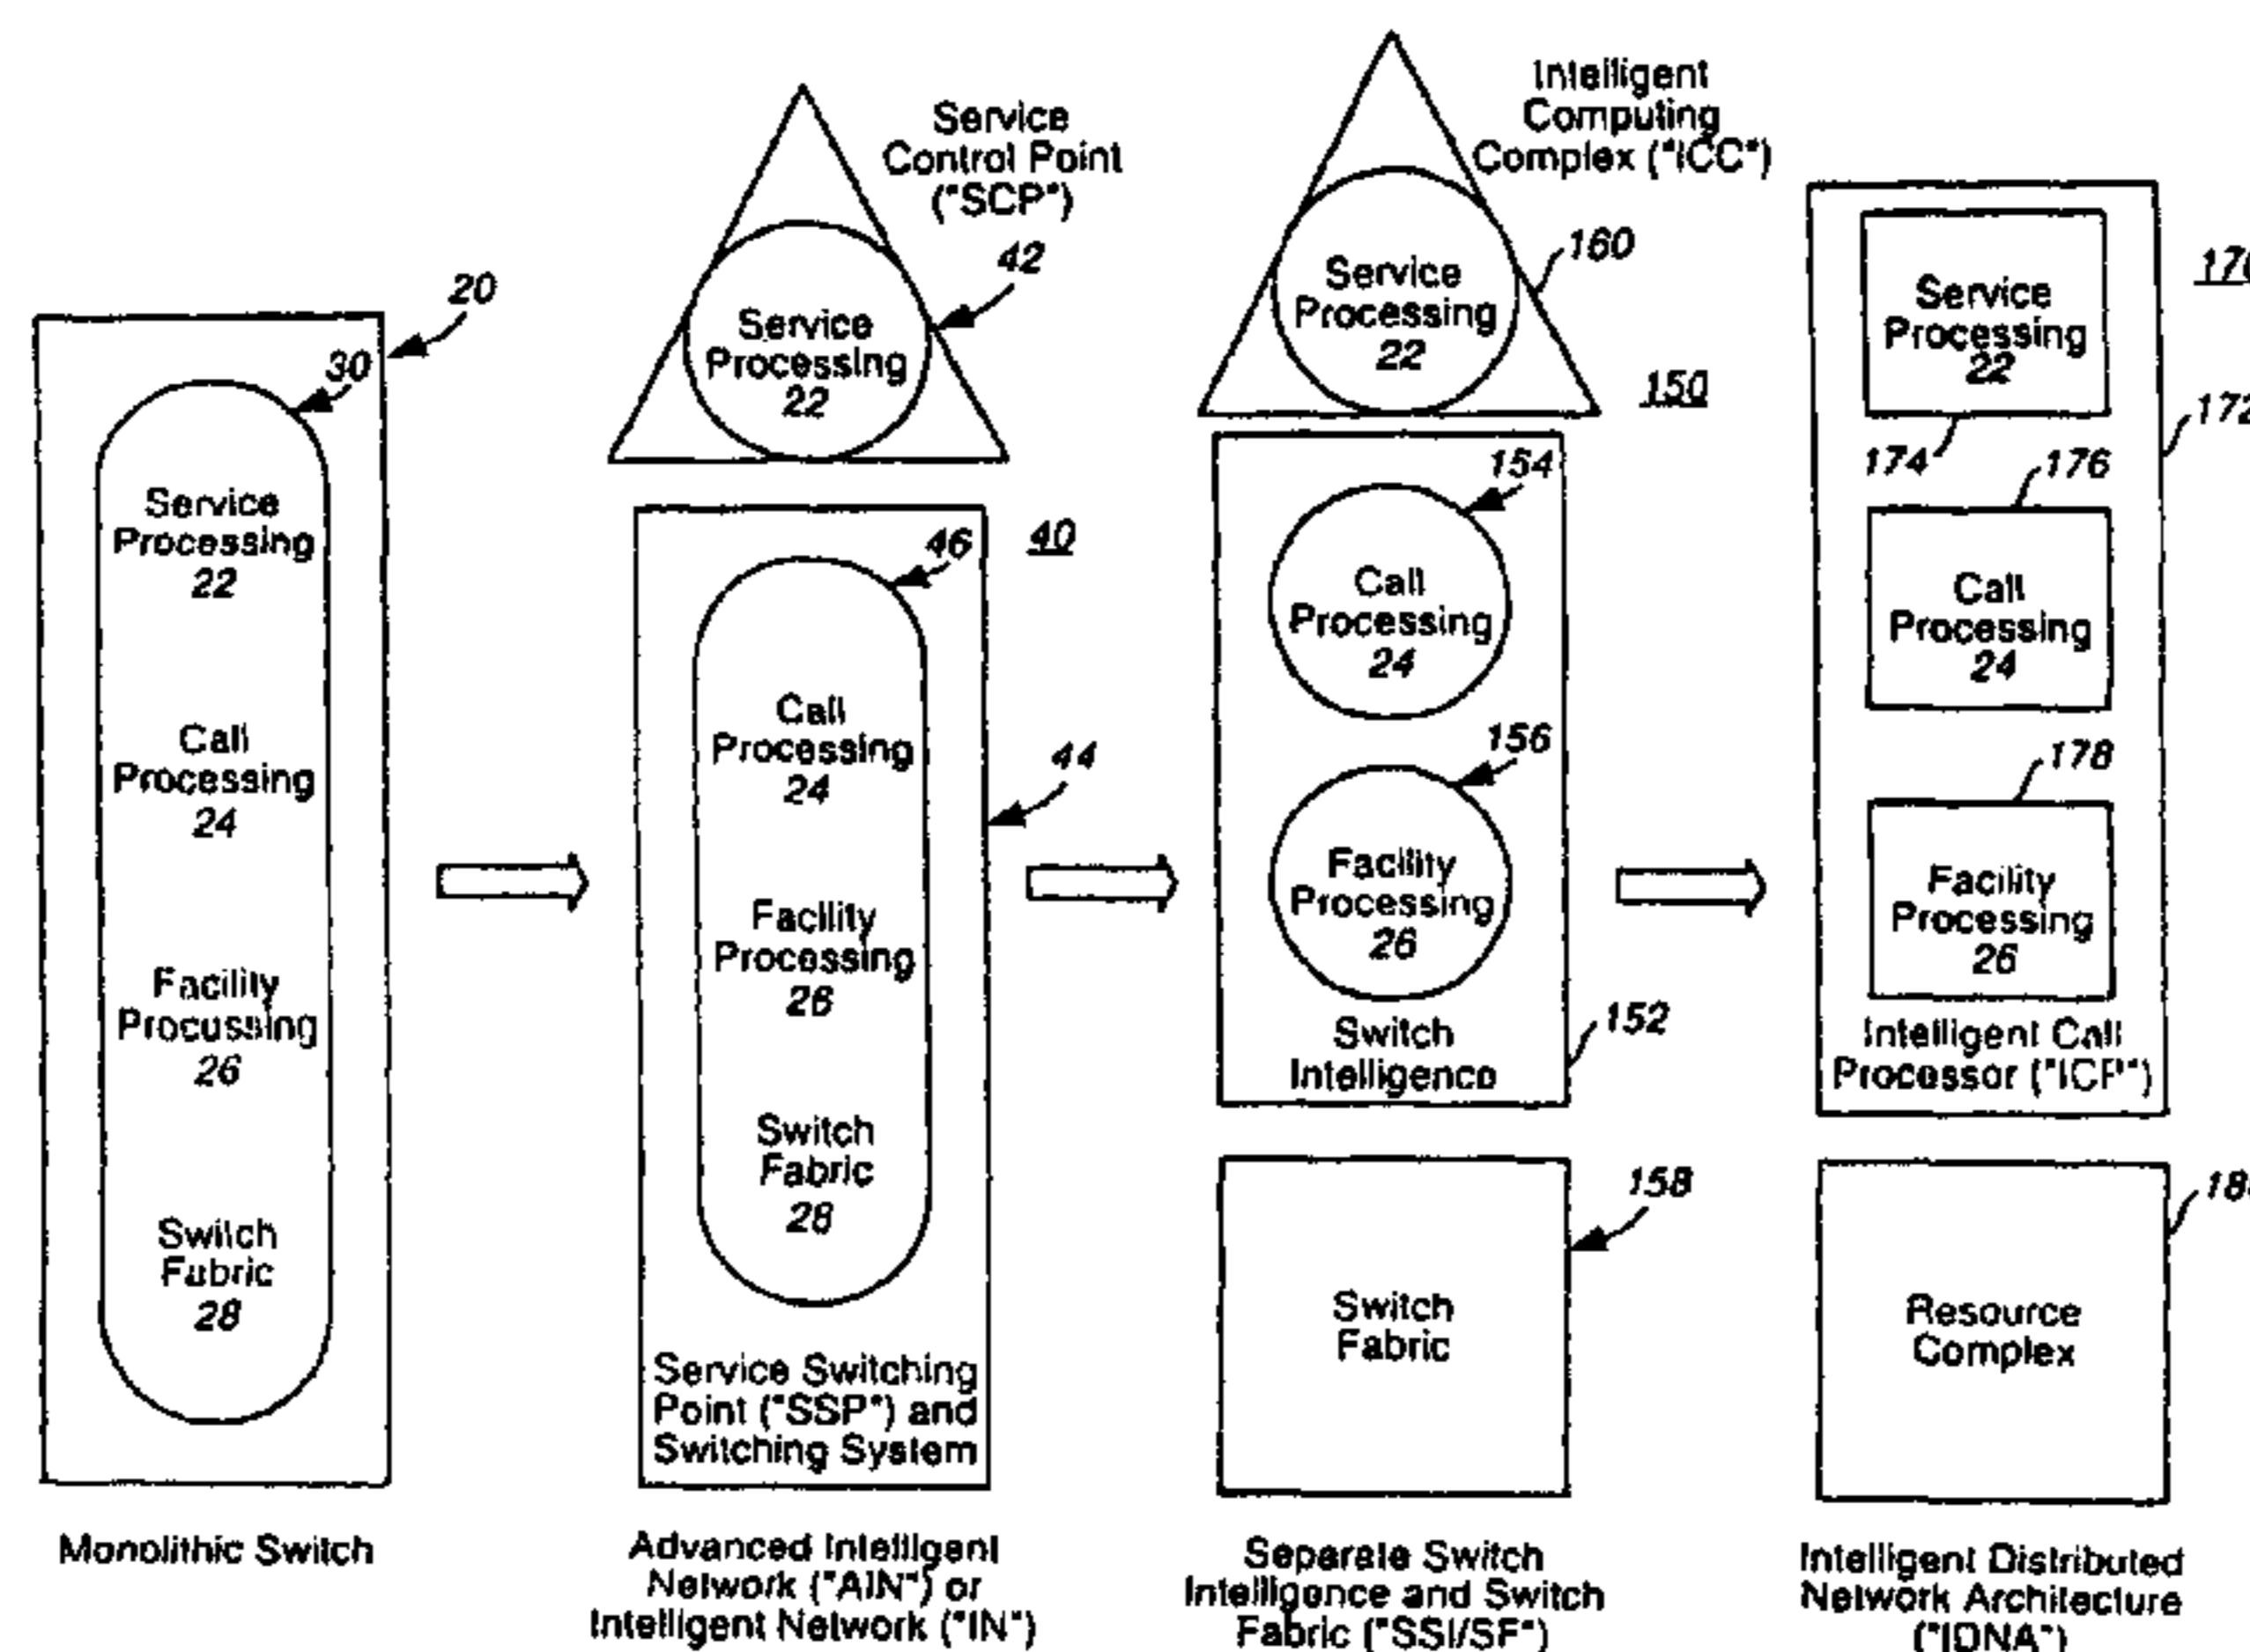 20
30
Service
Processing
22
Call
Processing
24
Facility
Processing
26
Switch
Fabric
28
Monolithic Switch
Service
Control Point
("SCP")
42
Service
Processing
22
40
46
Call
Processing
24
44
Facility
Processing
26
Switch
Fabric
28
Service Switching
Point ("SSP") and
Switching System
Advanced Intelligent
Network ("AIN") or
Intelligent Network ("IN")
Intelligent
Computing
Complex ("ICC")
160
Service
Processing
22
150
154
Call
Processing
24
156
Facility
Processing
26
Switch
Intelligence
152
158
Switch
Fabric
Separate Switch
Intelligence and Switch
Fabric ("SSI/SF")
Service
Processing
22
172
174
176
Call
Processing
24
178
Facility
Processing
26
Intelligent Call
Processor ("ICP")
Resource
Complex
Intelligent Distributed
Network Architecture
("IDNA")